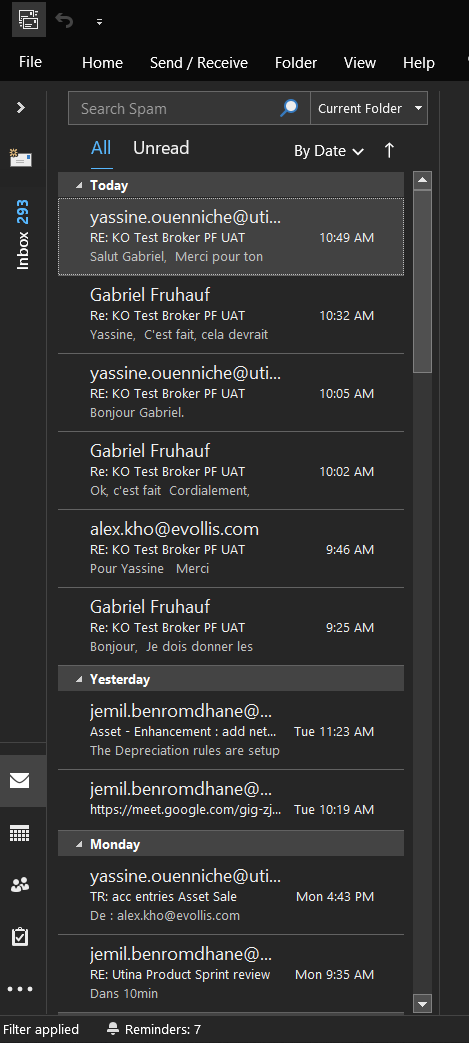 File Home Send / Receive Folder View Help
Search Spam Current Folder
All Unread By Date
Inbox 293
Today
yassine.ouenniche@uti...
RE: KO Test Broker PF UAT 10:49 AM
Salut Gabriel, Merci pour ton
Gabriel Fruhauf
Re: KO Test Broker PF UAT 10:32 AM
Yassine, C'est fait, cela devrait
yassine.ouenniche@uti...
RE: KO Test Broker PF UAT 10:05 AM
Bonjour Gabriel.
Gabriel Fruhauf
Re: KO Test Broker PF UAT 10:02 AM
Ok, c'est fait Cordialement,
alex.kho@evollis.com
RE: KO Test Broker PF UAT 9:46 AM
Pour Yassine Merci
Gabriel Fruhauf
Re: KO Test Broker PF UAT 9:25 AM
Bonjour, Je dois donner les
Yesterday
jemil.benromdhane@...
Asset - Enhancement : add net... Tue 11:23 AM
The Depreciation rules are setup
jemil.benromdhane@...
https://meet.google.com/gig-zj... Tue 10:19 AM
Monday
yassine.ouenniche@uti...
TR: acc entries Asset Sale Mon 4:43 PM
De : alex.kho@evollis.com
jemil.benromdhane@...
RE: Utina Product Sprint review Mon 9:35 AM
Dans 10min
Filter applied Reminders: 7